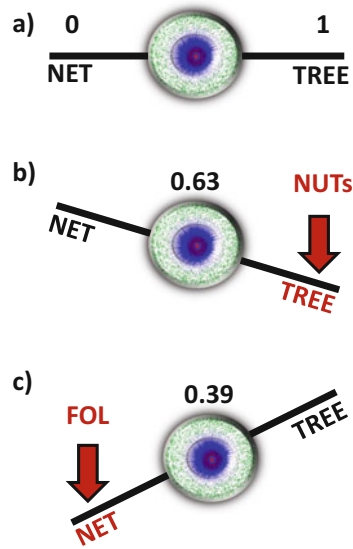 a)
0 1
NET TREE
b)
0.63
NUTs
NET
TREE
c)
0.39
FOL
TREE
NET